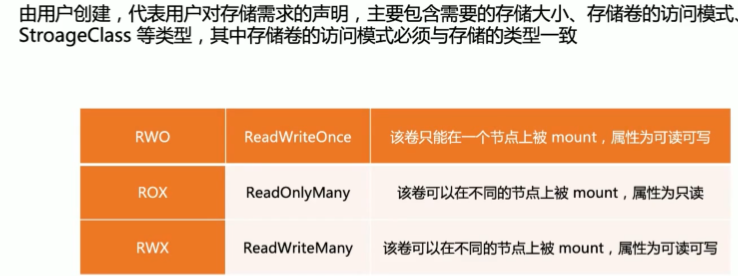 由用户创建，代表用户对存储需求的声明，主要包含需要的存储大小、存储卷的访问模式、
StroageClass 等类型，其中存储卷的访问模式必须与存储的类型一致
RWO ReadWriteOnce 该卷只能在一个节点上被 mount，属性为可读可写
ROX ReadOnlyMany 该卷可以在不同的节点上被 mount，属性为只读
RWX ReadWriteMany 该卷可以在不同的节点上被 mount，属性为可读可写